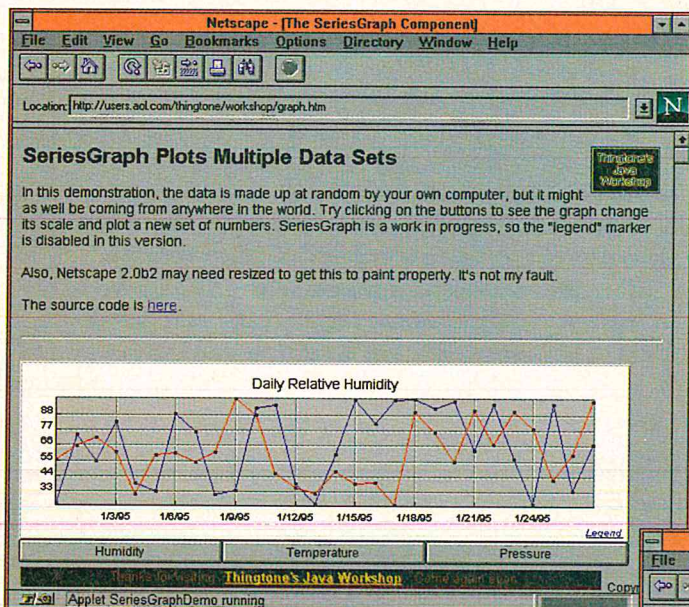 Netscape - [The SeriesGraph Component]
File Edit View Go Bookmarks Options Directory Window Help
Location: http://users.aol.com/thingtone/workshop/graph.htm
N
SeriesGraph Plots Multiple Data Sets
Thingtone's
Java
Workshop
In this demonstration, the data is made up at random by your own computer, but it might
as well be coming from anywhere in the world. Try clicking on the buttons to see the graph change
its scale and plot a new set of numbers. SeriesGraph is a work in progress, so the "legend" marker
is disabled in this version.
Also, Netscape 2.0b2 may need resized to get this to paint properly. It's not my fault.
The source code is here.
Daily Relative Humidity
88
77
66
55
44
33
1/3/95 1/6/95 1/9/95 1/12/95 1/15/95 1/18/95 1/21/95 1/24/95
Legend
Humidity Temperature Pressure
Thanks for visiting Thingtone's Java Workshop Come again soon
Copyr
Applet SeriesGraphDemo running
File